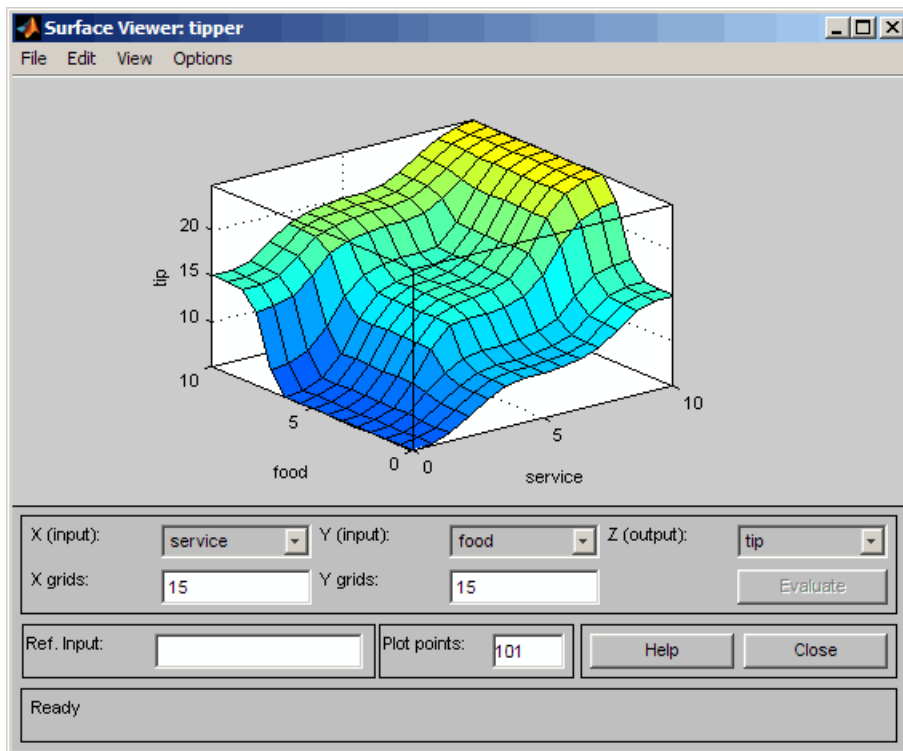 Surface Viewer: tipper
File Edit View Options
20
15
10
tip
10
5
0
food
0
5
10
service
X (input): service Y (input): food Z (output): tip
X grids: 15 Y grids: 15 Evaluate
Ref. Input: Plot points: 101 Help Close
Ready